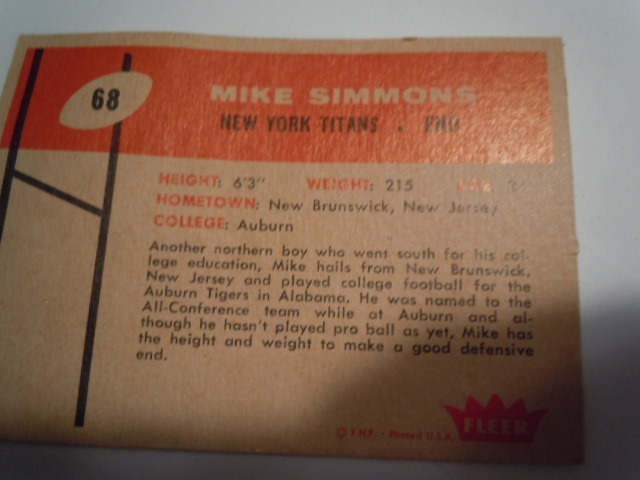 68
MIKE SIMMONS
NEW YORK TITANS . END
HEIGHT: 6'3" WEIGHT: 215 AGE:
HOMETOWN: New Brunswick, New Jersey
COLLEGE: Auburn
Another northern boy who went south for his col-
lege education, Mike hails from New Brunswick,
New Jersey and played college football for the
Auburn Tigers in Alabama. He was named to the
All-Conference team while at Auburn and al-
though he hasn't played pro ball as yet, Mike has
the height and weight to make a good defensive
end.
© F.H.F. • Printed U.S.A.
FLEER